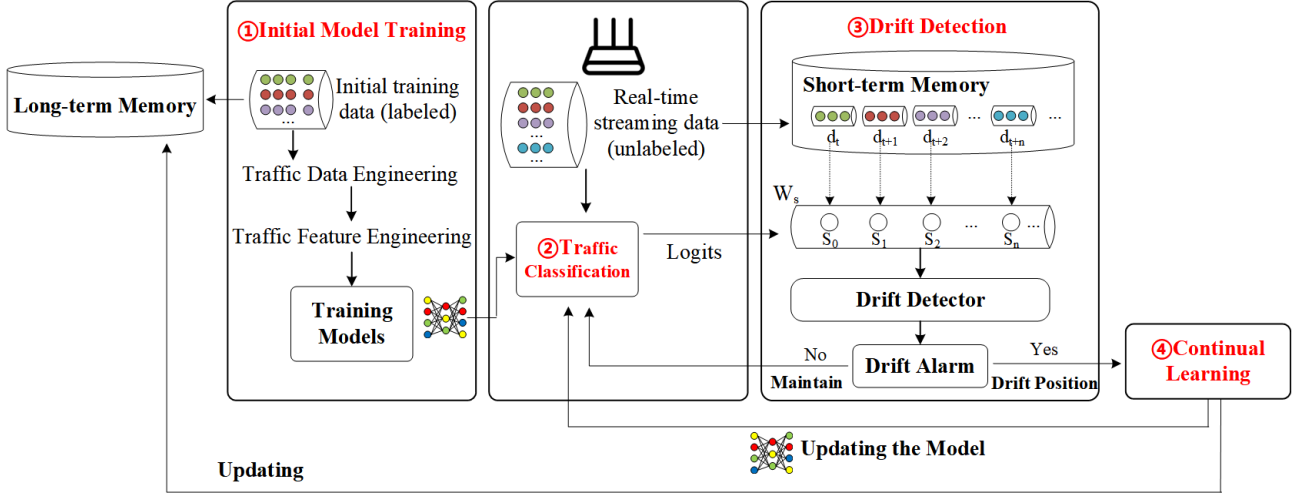 Long-term Memory
①Initial Model Training
Initial training
data (labeled)
...
Traffic Data Engineering
Traffic Feature Engineering
Training
Models
Real-time
streaming data
(unlabeled)
...
...
②Traffic
Classification
Logits
③Drift Detection
Short-term Memory
... ...
dt dt+1 dt+2 dt+n
Ws
... ...
S0 S1 S2 Sn
Drift Detector
Drift Alarm
No
Maintain
Yes
Drift Position
④Continual
Learning
Updating the Model
Updating